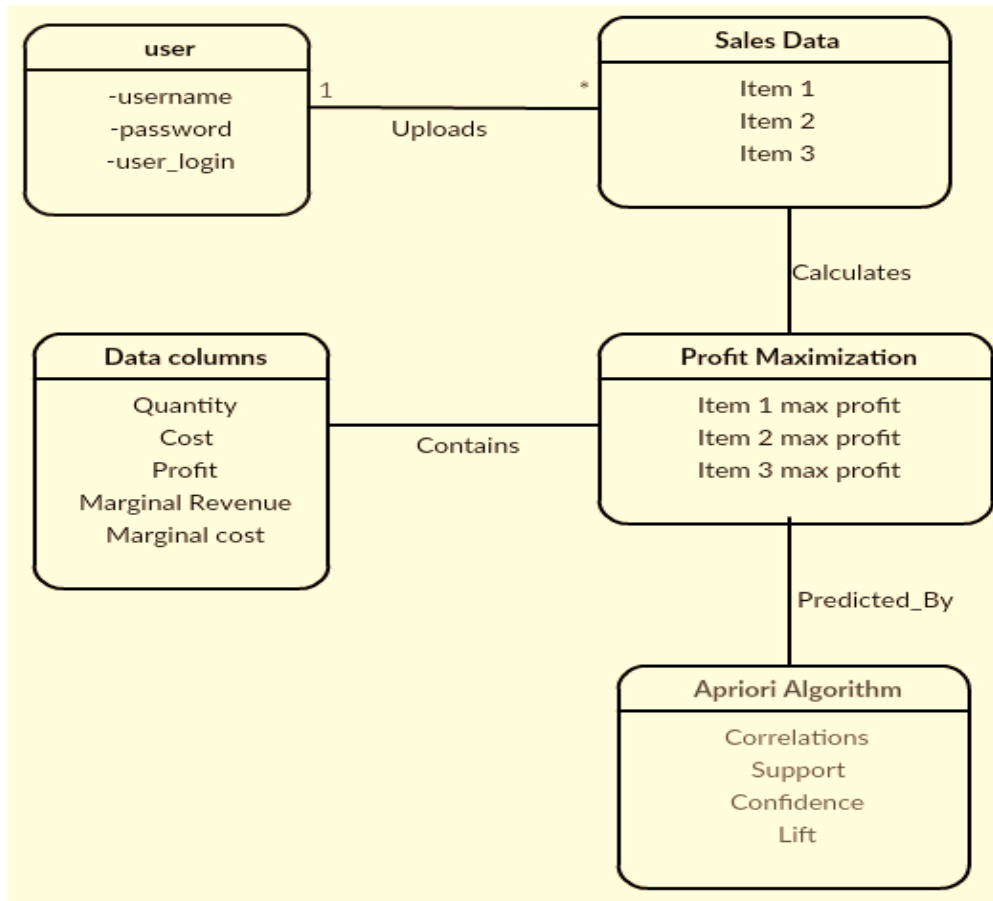 user
-username
-password
-user_login
1
*
Uploads
Sales Data
Item 1
Item 2
Item 3
Calculates
Data columns
Quantity
Cost
Profit
Marginal Revenue
Marginal cost
Contains
Profit Maximization
Item 1 max profit
Item 2 max profit
Item 3 max profit
Predicted_By
Apriori Algorithm
Correlations
Support
Confidence
Lift